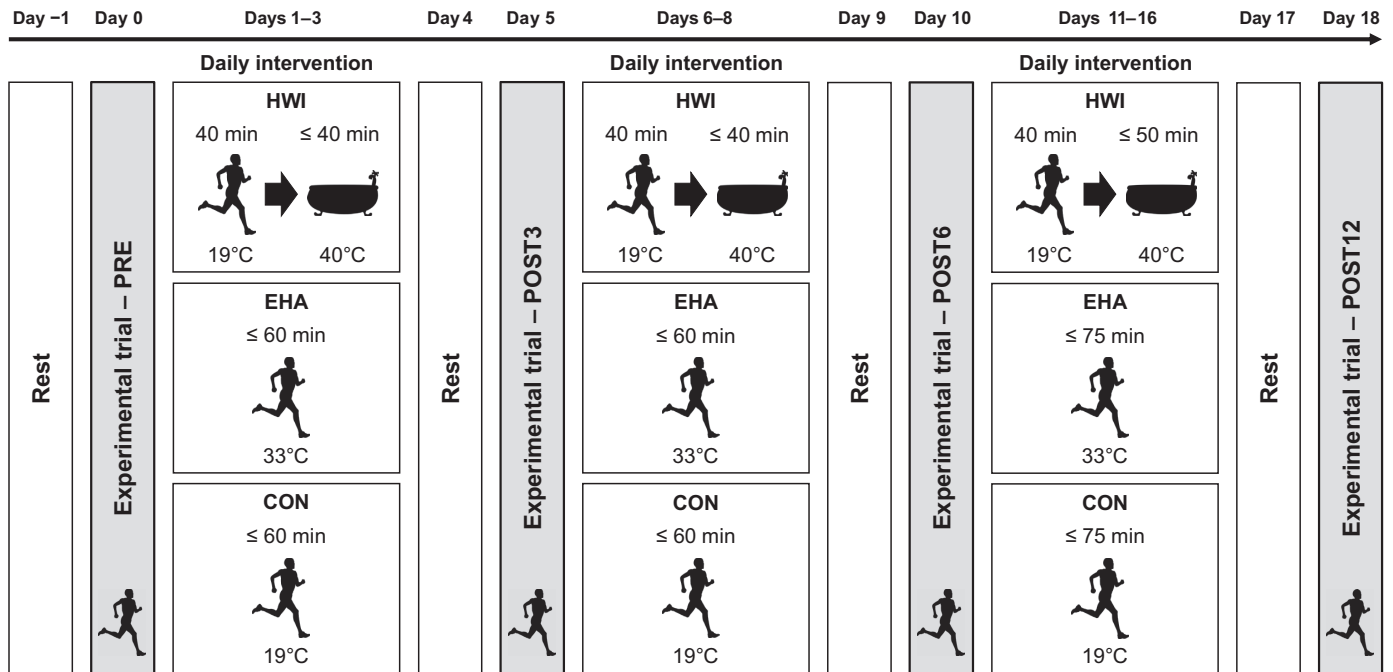 Day −1 Day 0 Days 1–3 Day 4 Day 5 Days 6–8 Day 9 Day 10 Days 11–16 Day 17 Day 18
Rest
Experimental trial – PRE
Daily intervention
HWI
40 min ≤ 40 min
19°C 40°C
EHA
≤ 60 min
33°C
CON
≤ 60 min
19°C
Rest
Experimental trial – POST3
Daily intervention
HWI
40 min ≤ 40 min
19°C 40°C
EHA
≤ 60 min
33°C
CON
≤ 60 min
19°C
Rest
Experimental trial – POST6
Daily intervention
HWI
40 min ≤ 50 min
19°C 40°C
EHA
≤ 75 min
33°C
CON
≤ 75 min
19°C
Rest
Experimental trial – POST12